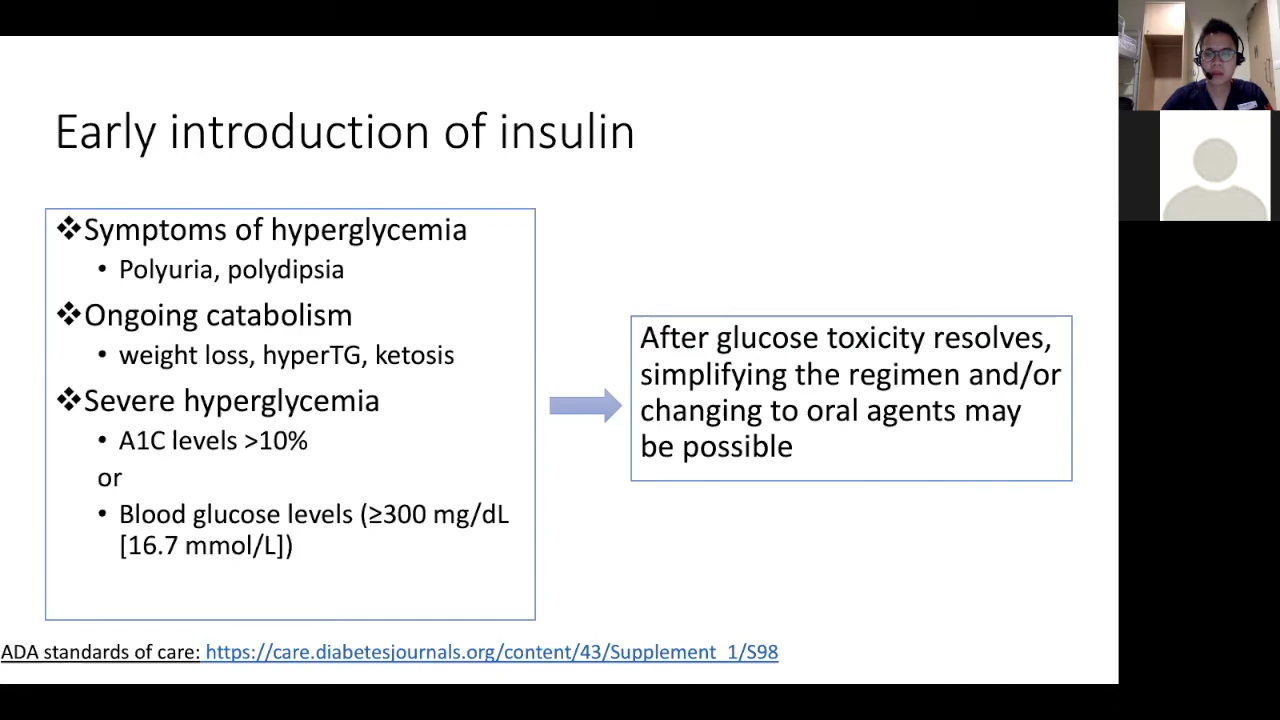 Early introduction of insulin
❖Symptoms of hyperglycemia
• Polyuria, polydipsia
❖Ongoing catabolism
• weight loss, hyperTG, ketosis
❖Severe hyperglycemia
• A1C levels >10%
or
• Blood glucose levels (≥300 mg/dL
[16.7 mmol/L])
After glucose toxicity resolves,
simplifying the regimen and/or
changing to oral agents may
be possible
ADA standards of care: https://care.diabetesjournals.org/content/43/Supplement_1/S98